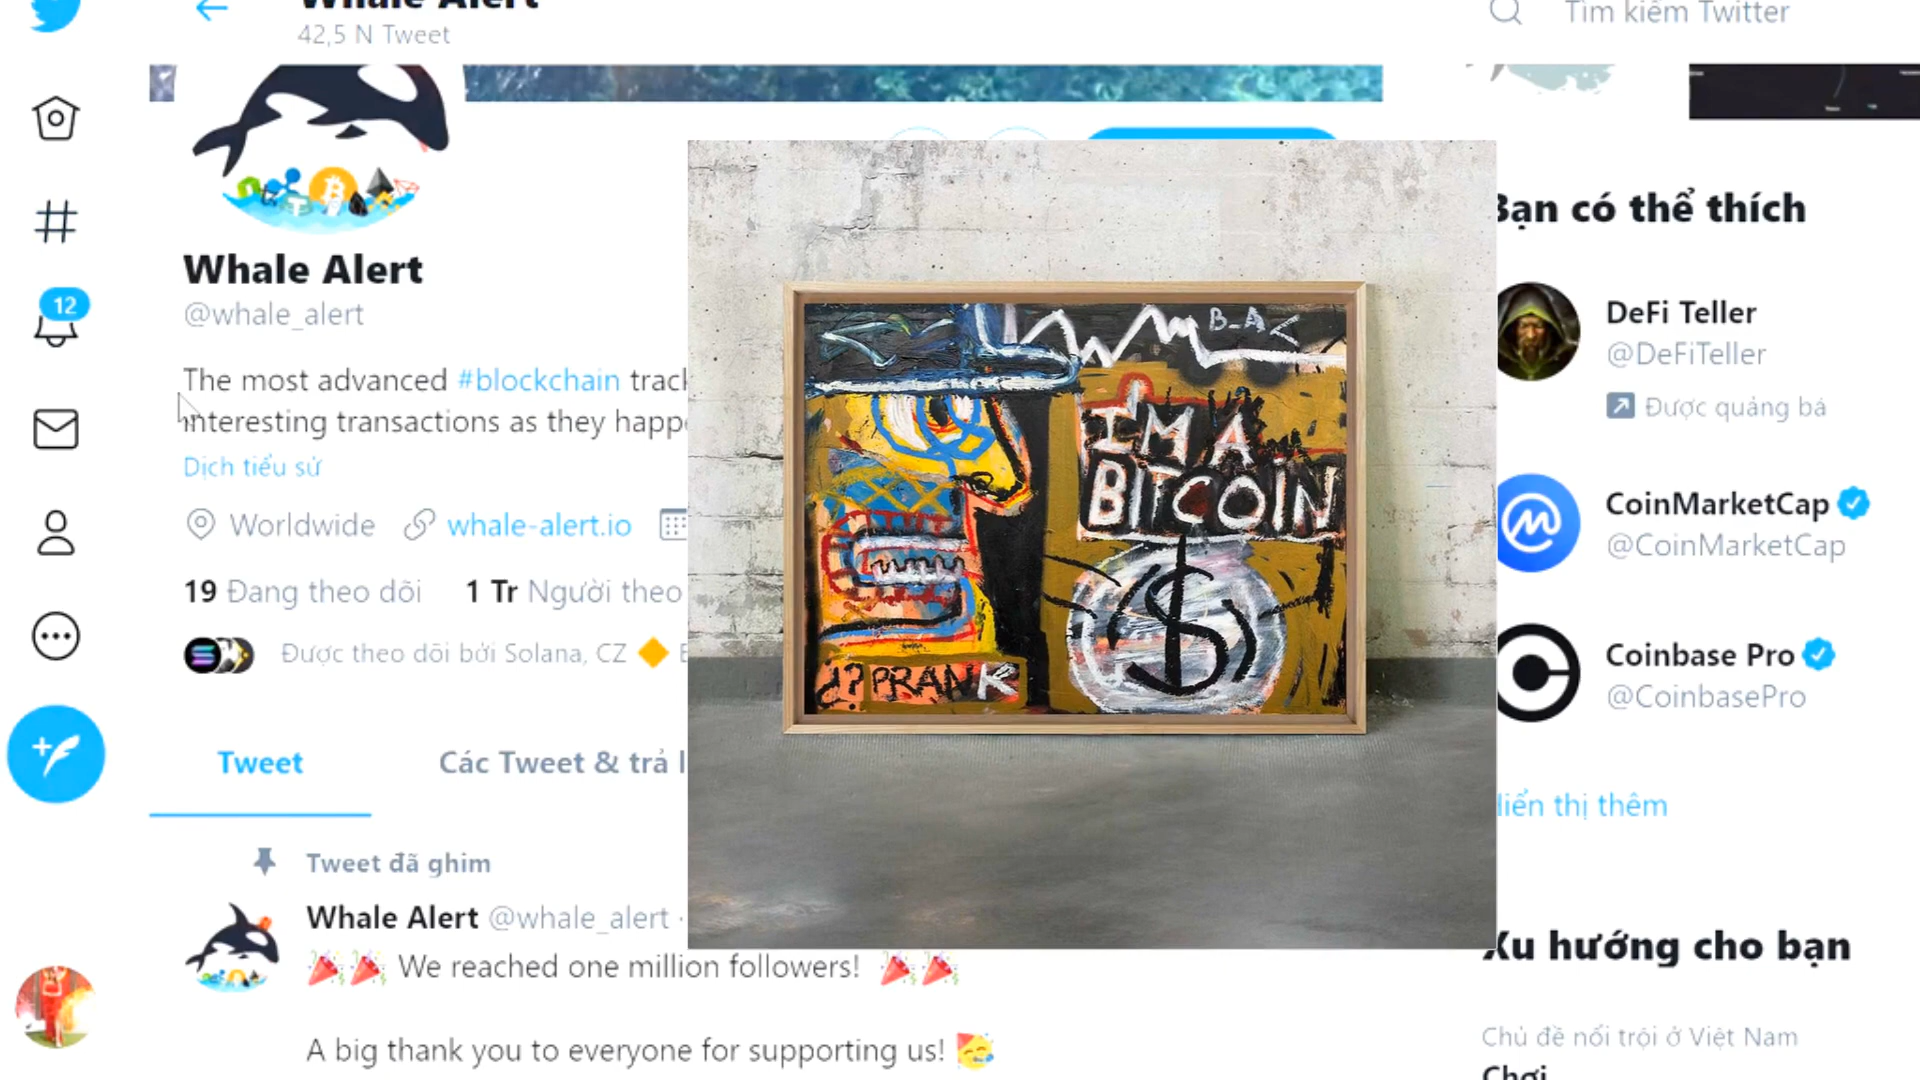 Whale Alert
42,5 N Tweet
Tìm kiếm Twitter
Whale Alert
@whale_alert
12
The most advanced #blockchain
interesting transactions as they
Dịch tiểu sử
Worldwide
whale-alert.io
19 Đang theo dõi
1 Tr Người theo
Được theo dõi bởi Solana, CZ
Tweet
Các Tweet & trả
Tweet đã ghim
Whale Alert @whale_alert ·
We reached one million followers!
A big thank you to everyone for supporting us!
I'M A
BITCOIN
PRANK
Bạn có thể thích
DeFi Teller
@DeFiTeller
Được quảng bá
CoinMarketCap
@CoinMarketCap
Coinbase Pro
@CoinbasePro
Hiển thị thêm
Xu hướng cho bạn
Chủ đề nổi trội ở Việt Nam
Chơi